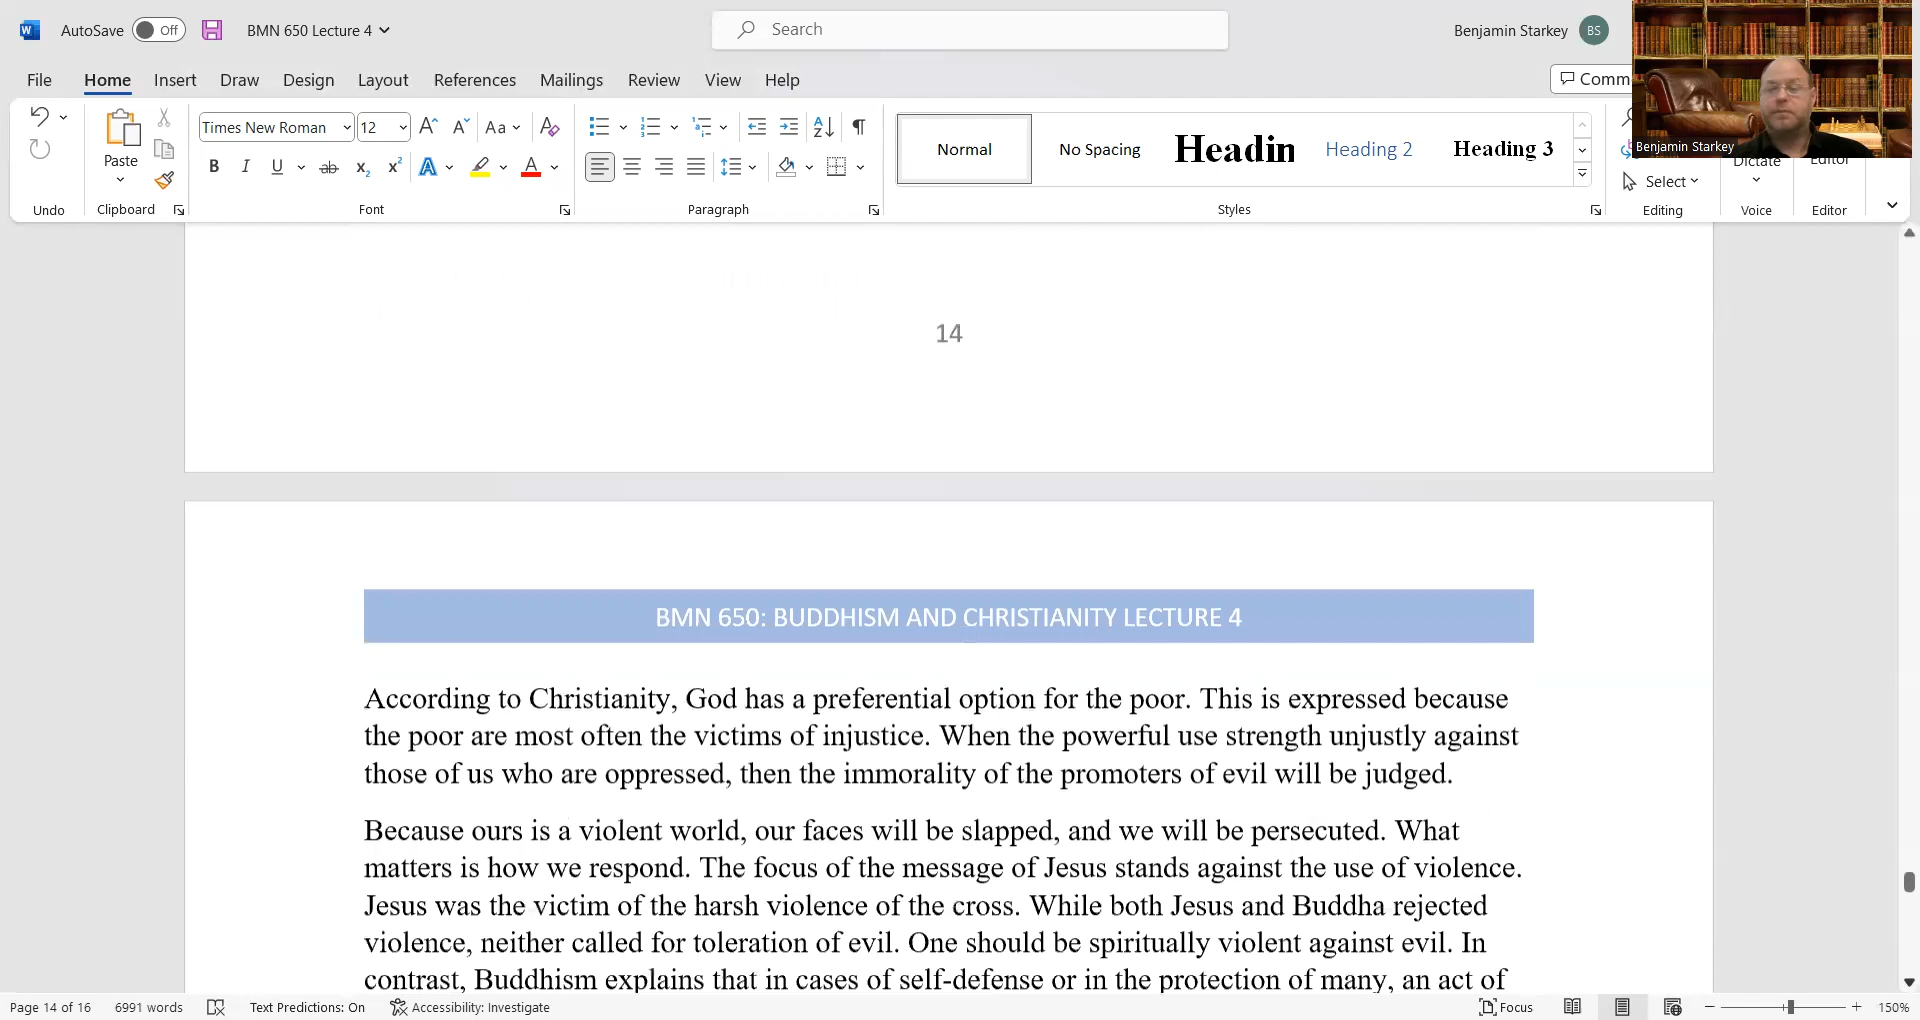 AutoSave Off BMN 650 Lecture 4 Search Benjamin Starkey BS
File Home Insert Draw Design Layout References Mailings Review View Help
Benjamin Starkey
Times New Roman 12 Aa
Paste
B I U ab x2 x2 A A
Normal No Spacing Headin Heading 2 Heading 3
Dictate Editor
Select
Undo Clipboard Font Paragraph Styles Editing Voice Editor
14
BMN 650: BUDDHISM AND CHRISTIANITY LECTURE 4
According to Christianity, God has a preferential option for the poor. This is expressed because
the poor are most often the victims of injustice. When the powerful use strength unjustly against
those of us who are oppressed, then the immorality of the promoters of evil will be judged.
Because ours is a violent world, our faces will be slapped, and we will be persecuted. What
matters is how we respond. The focus of the message of Jesus stands against the use of violence.
Jesus was the victim of the harsh violence of the cross. While both Jesus and Buddha rejected
violence, neither called for toleration of evil. One should be spiritually violent against evil. In
contrast, Buddhism explains that in cases of self-defense or in the protection of many, an act of
Page 14 of 16 6991 words Text Predictions: On Accessibility: Investigate Focus 150%